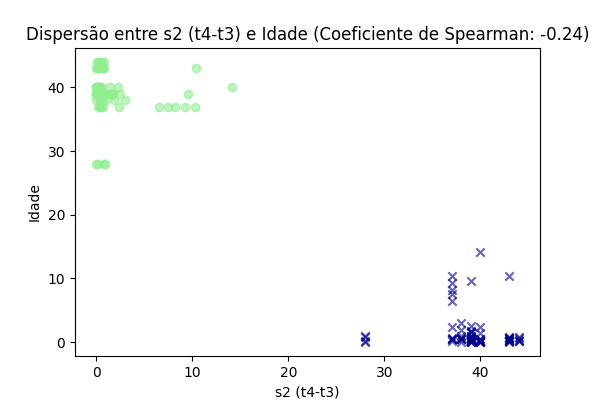 Dispersão entre s2 (t4-t3) e Idade (Coeficiente de Spearman: -0.24)
40
30
20
10
0
Idade
0 10 20 30 40
s2 (t4-t3)